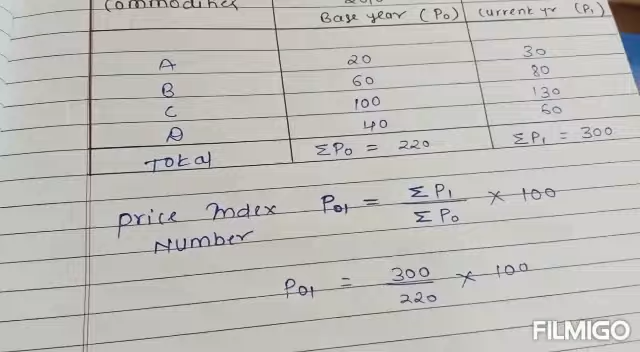 commodities
Base year (P₀) Current yr (P₁)
A 20 30
B 60 80
C 100 130
D 40 60
Total ΣP₀ = 220 ΣP₁ = 300
Price Index P₀₁ = ΣP₁ / ΣP₀ × 100
Number
P₀₁ = 300 / 220 × 100
FILMIGO